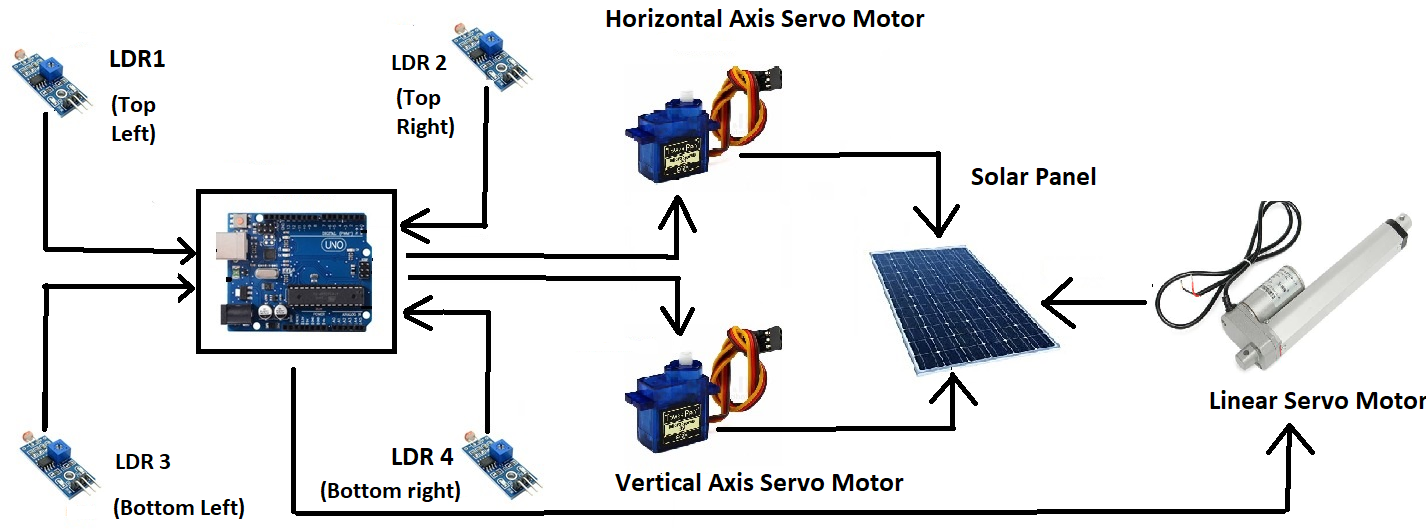 Horizontal Axis Servo Motor
LDR1
(Top
Left)
LDR 2
(Top
Right)
Solar Panel
UNO
LDR 3
(Bottom Left)
LDR 4
(Bottom right)
Vertical Axis Servo Motor
Linear Servo Motor